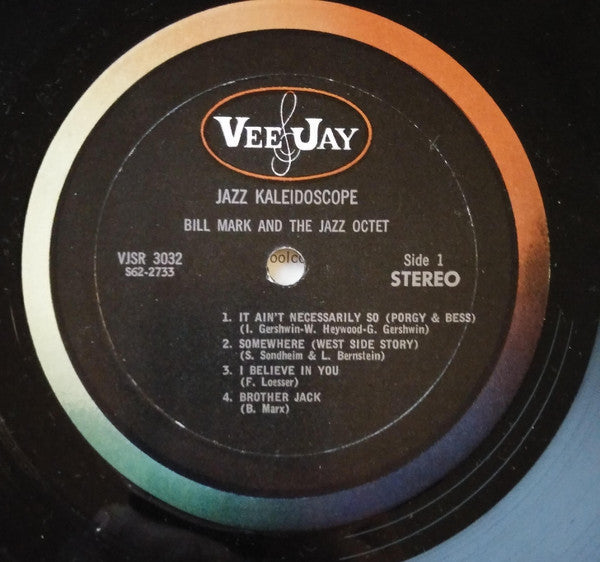 VEE JAY
JAZZ KALEIDOSCOPE
BILL MARK AND THE JAZZ OCTET
VJSR 3032
S62-2733
Side 1
STEREO
1. IT AIN'T NECESSARILY SO (PORGY & BESS)
(I. Gershwin-W. Heywood-G. Gershwin)
2. SOMEWHERE (WEST SIDE STORY)
(S. Sondheim & L. Bernstein)
3. I BELIEVE IN YOU
(F. Loesser)
4. BROTHER JACK
(B. Marx)